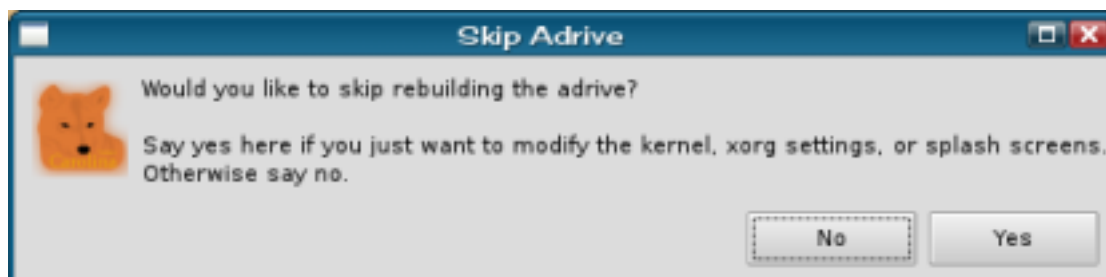 Skip Adrive
Would you like to skip rebuilding the adrive?
Say yes here if you just want to modify the kernel, xorg settings, or splash screens.
Otherwise say no.
No
Yes